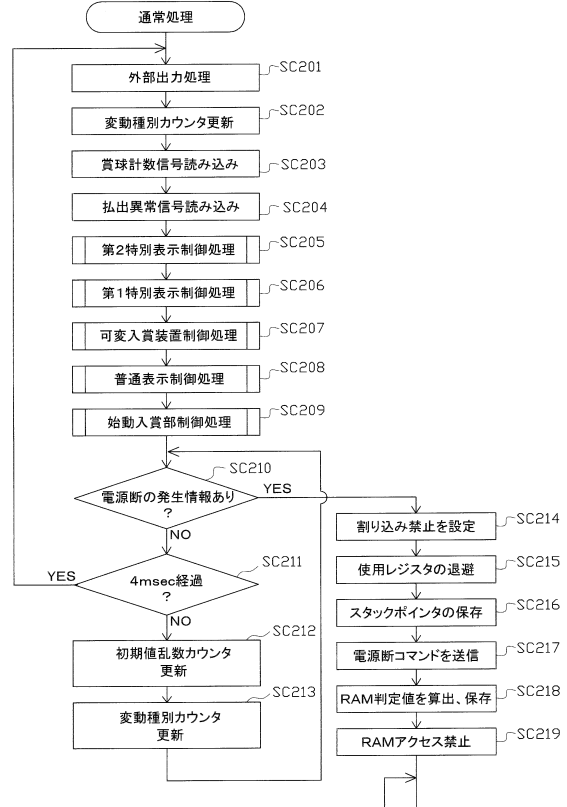 通常処理
外部出力処理
SC201
変動種別カウンタ更新
SC202
賞球計数信号読み込み
SC203
払出異常信号読み込み
SC204
第2特別表示制御処理
SC205
第1特別表示制御処理
SC206
可変入賞装置制御処理
SC207
普通表示制御処理
SC208
始動入賞部制御処理
SC209
電源断の発生情報あり
?
SC210
YES
NO
4msec経過
?
SC211
YES
NO
初期値乱数カウンタ
更新
SC212
変動種別カウンタ
更新
SC213
割り込み禁止を設定
SC214
使用レジスタの退避
SC215
スタックポインタの保存
SC216
電源断コマンドを送信
SC217
RAM判定値を算出、保存
SC218
RAMアクセス禁止
SC219